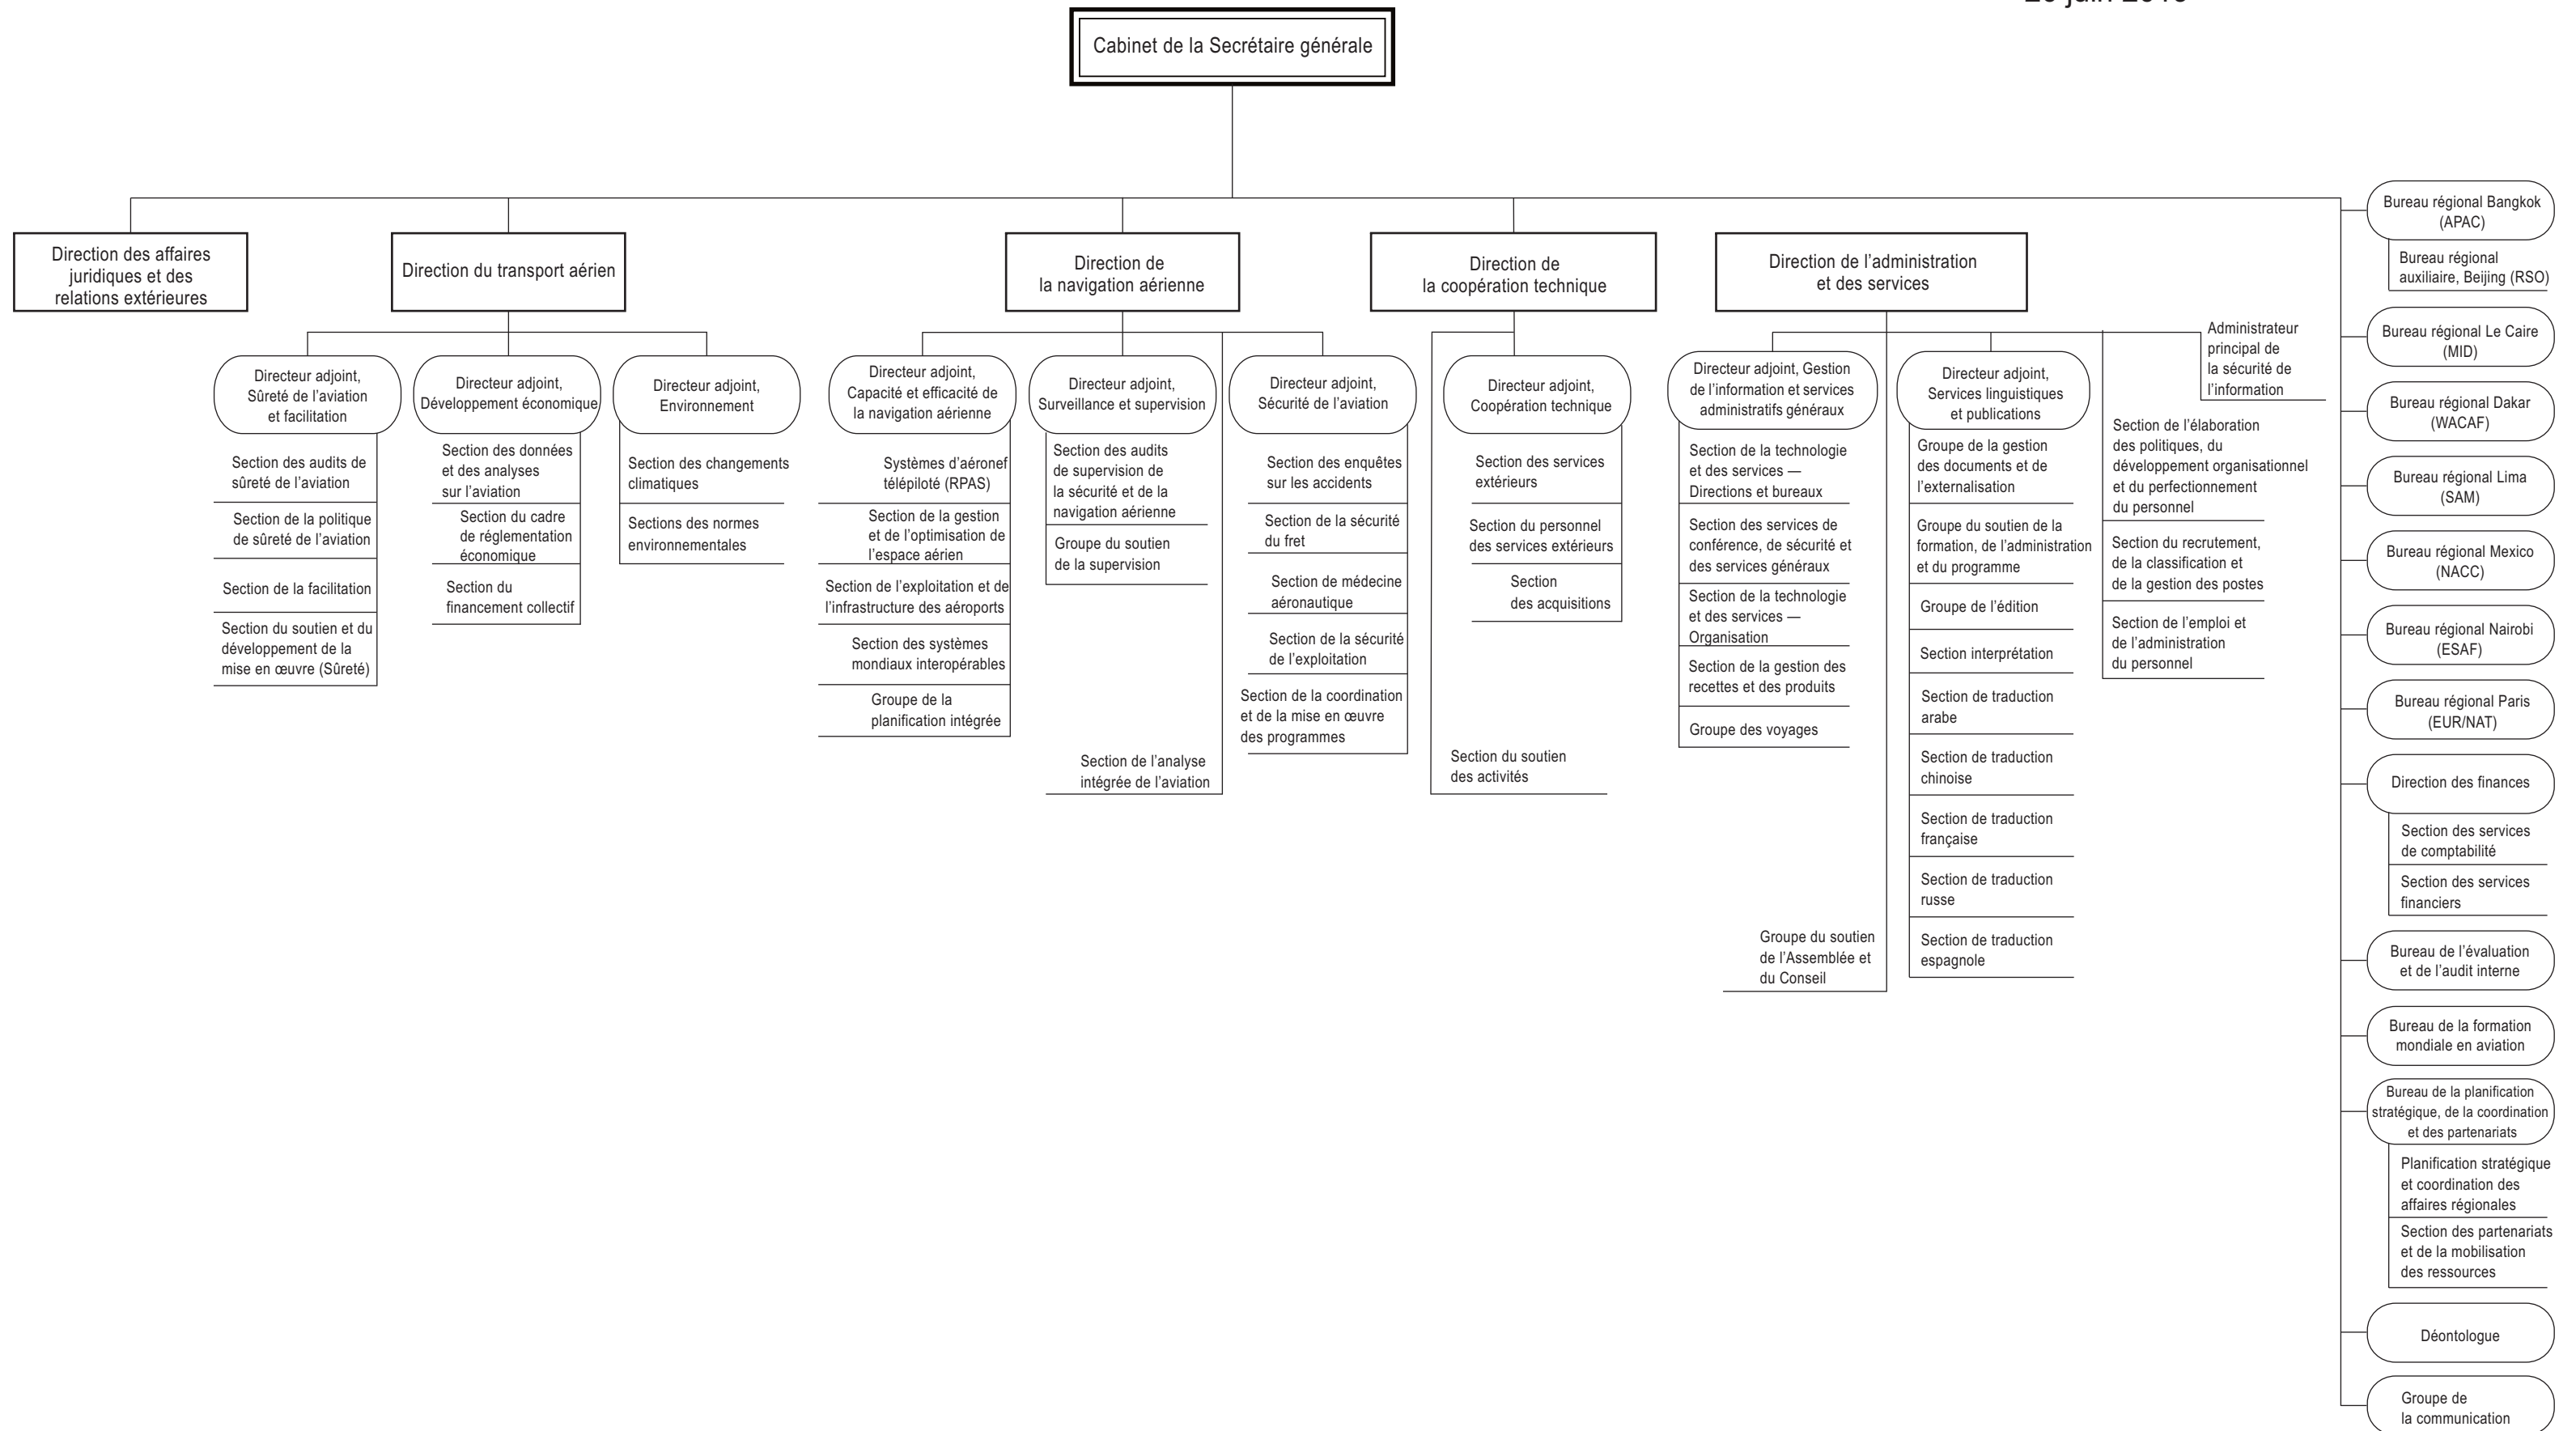 Cabinet de la Secrétaire générale
Direction des affaires
juridiques et des
relations extérieures
Direction du transport aérien
Directeur adjoint,
Sûreté de l'aviation
et facilitation
Section des audits de
sûreté de l'aviation
Section de la politique
de sûreté de l'aviation
Section de la facilitation
Section du soutien et du
développement de la
mise en œuvre (Sûreté)
Directeur adjoint,
Développement économique
Section des données
et des analyses
sur l'aviation
Section du cadre
de réglementation
économique
Section du
financement collectif
Directeur adjoint,
Environnement
Section des changements
climatiques
Sections des normes
environnementales
Direction de
la navigation aérienne
Directeur adjoint,
Capacité et efficacité de
la navigation aérienne
Systèmes d'aéronef
télépiloté (RPAS)
Section de la gestion
et de l'optimisation de
l'espace aérien
Section de l'exploitation et de
l'infrastructure des aéroports
Section des systèmes
mondiaux interopérables
Groupe de la
planification intégrée
Directeur adjoint,
Surveillance et supervision
Section des audits
de supervision de
la sécurité et de la
navigation aérienne
Groupe du soutien
de la supervision
Section de l'analyse
intégrée de l'aviation
Directeur adjoint,
Sécurité de l'aviation
Section des enquêtes
sur les accidents
Section de la sécurité
du fret
Section de médecine
aéronautique
Section de la sécurité
de l'exploitation
Section de la coordination
et de la mise en œuvre
des programmes
Direction de
la coopération technique
Directeur adjoint,
Coopération technique
Section des services
extérieurs
Section du personnel
des services extérieurs
Section
des acquisitions
Section du soutien
des activités
Direction de l'administration
et des services
Directeur adjoint, Gestion
de l'information et services
administratifs généraux
Section de la technologie
et des services —
Directions et bureaux
Section des services de
conférence, de sécurité et
des services généraux
Section de la technologie
et des services —
Organisation
Section de la gestion des
recettes et des produits
Groupe des voyages
Groupe du soutien
de l'Assemblée et
du Conseil
Directeur adjoint,
Services linguistiques
et publications
Groupe de la gestion
des documents et de
l'externalisation
Groupe du soutien de la
formation, de l'administration
et du programme
Groupe de l'édition
Section interprétation
Section de traduction
arabe
Section de traduction
chinoise
Section de traduction
française
Section de traduction
russe
Section de traduction
espagnole
Section de l'élaboration
des politiques, du
développement organisationnel
et du perfectionnement
du personnel
Section du recrutement,
de la classification et
de la gestion des postes
Section de l'emploi et
de l'administration
du personnel
Administrateur
principal de
la sécurité de
l'information
Bureau régional Bangkok
(APAC)
Bureau régional
auxiliaire, Beijing (RSO)
Bureau régional Le Caire
(MID)
Bureau régional Dakar
(WACAF)
Bureau régional Lima
(SAM)
Bureau régional Mexico
(NACC)
Bureau régional Nairobi
(ESAF)
Bureau régional Paris
(EUR/NAT)
Direction des finances
Section des services
de comptabilité
Section des services
financiers
Bureau de l'évaluation
et de l'audit interne
Bureau de la formation
mondiale en aviation
Bureau de la planification
stratégique, de la coordination
et des partenariats
Planification stratégique
et coordination des
affaires régionales
Section des partenariats
et de la mobilisation
des ressources
Déontologue
Groupe de
la communication